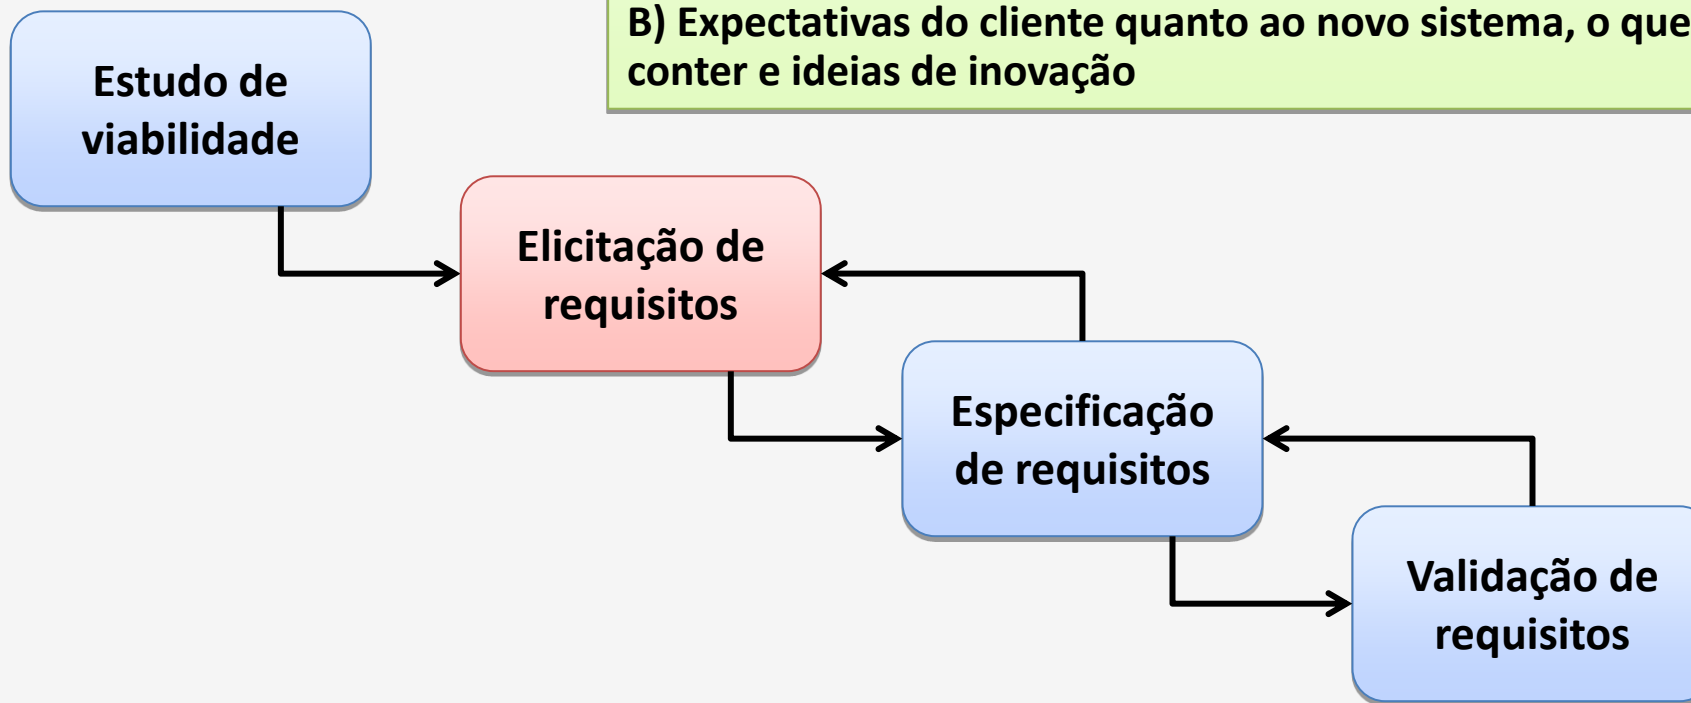 B) Expectativas do cliente quanto ao novo sistema, o que
conter e ideias de inovação
Estudo de
viabilidade
Elicitação de
requisitos
Especificação
de requisitos
Validação de
requisitos